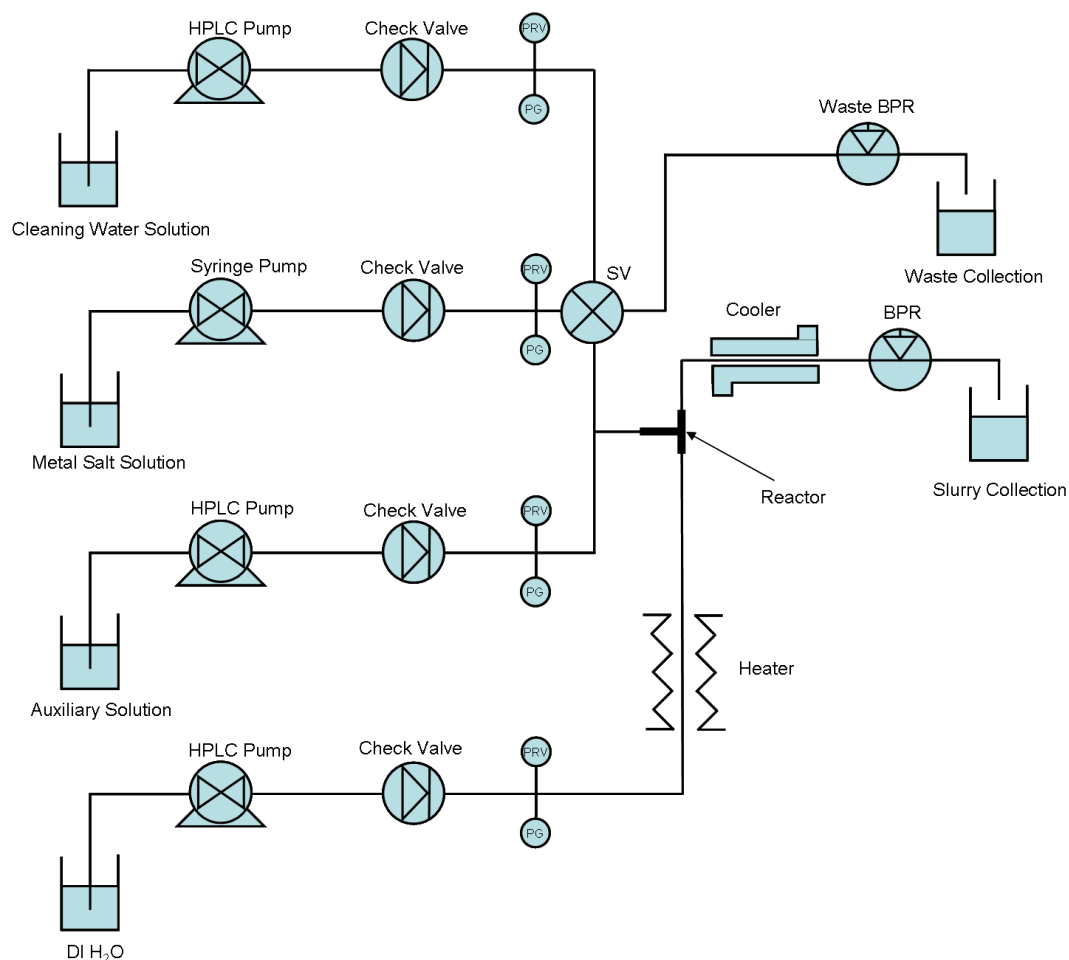 HPLC Pump
Check Valve
PRV
PG
Waste BPR
Cleaning Water Solution
Waste Collection
Syringe Pump
Check Valve
PRV
SV
PG
Cooler
BPR
Metal Salt Solution
Reactor
Slurry Collection
HPLC Pump
Check Valve
PRV
PG
Heater
Auxiliary Solution
HPLC Pump
Check Valve
PRV
PG
DI H₂O